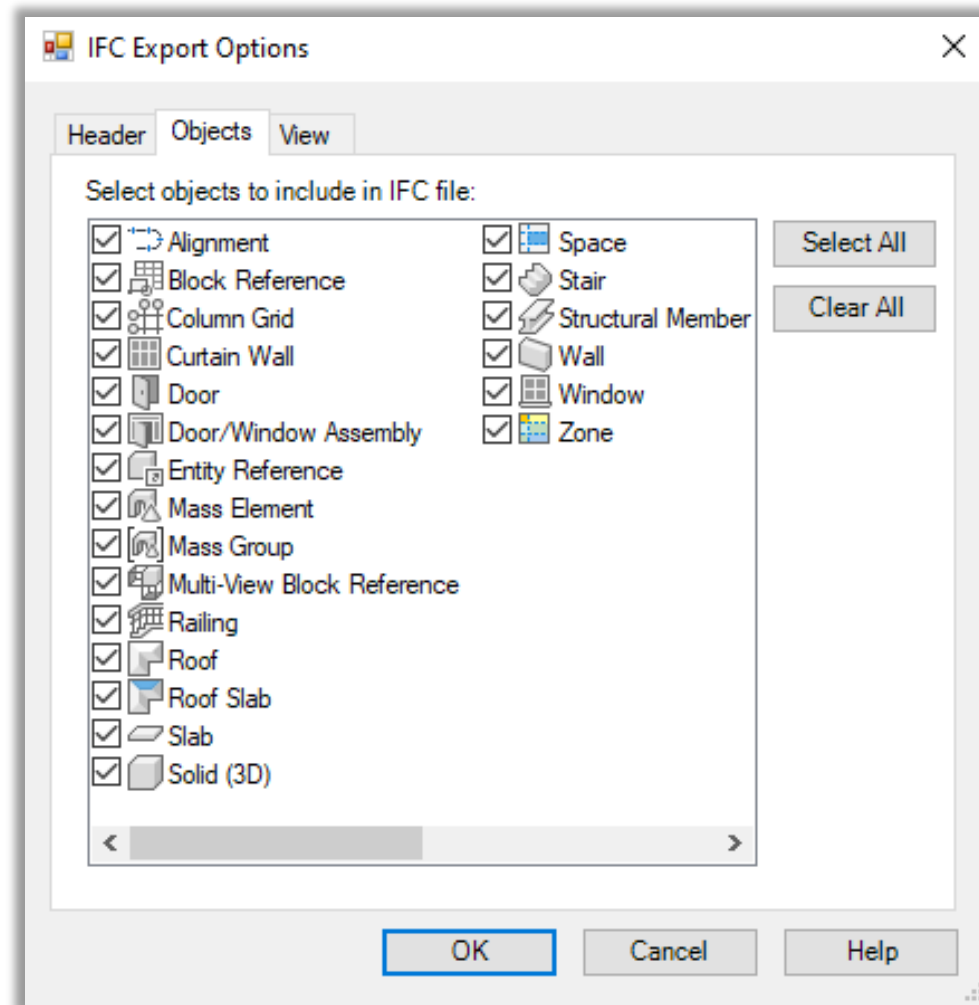 IFC Export Options
Header Objects View
Select objects to include in IFC file:
Alignment
Block Reference
Column Grid
Curtain Wall
Door
Door/Window Assembly
Entity Reference
Mass Element
Mass Group
Multi-View Block Reference
Railing
Roof
Roof Slab
Slab
Solid (3D)
Space
Stair
Structural Member
Wall
Window
Zone
Select All
Clear All
OK Cancel Help